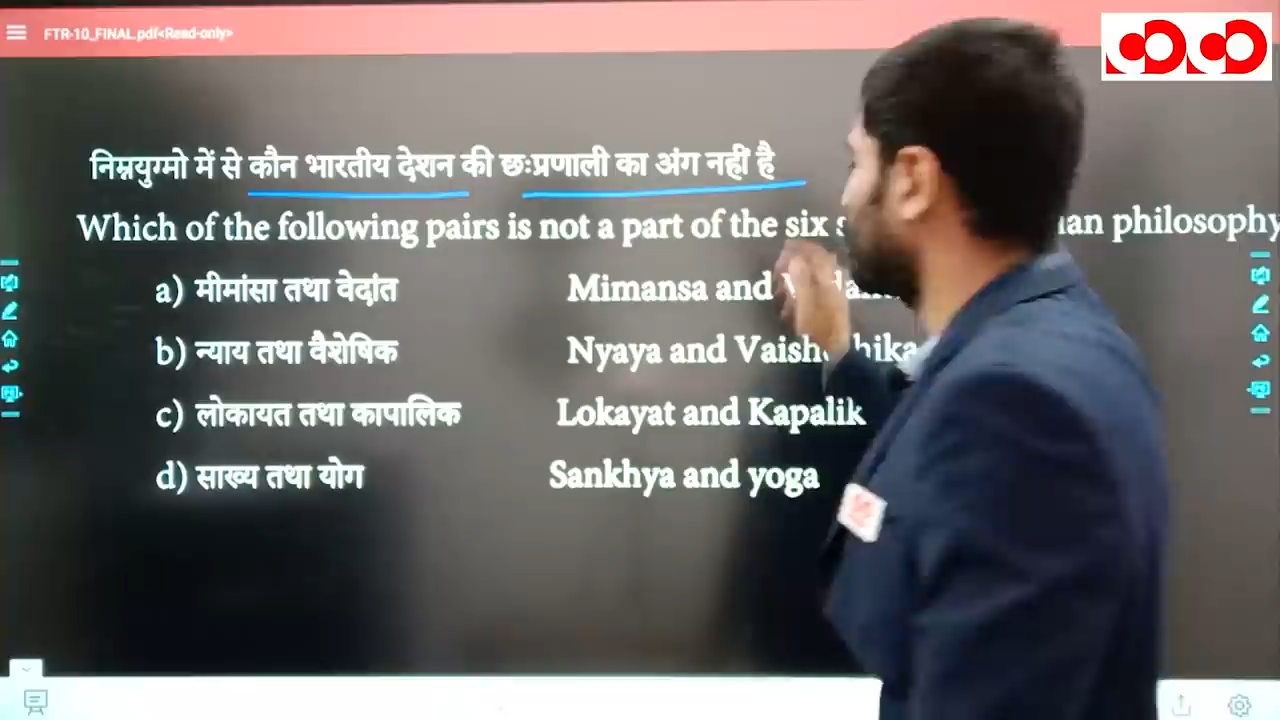 FTR-10_FINAL.pdf<Read-only>
निम्नयुग्मो में से कौन भारतीय देशन की छःप्रणाली का अंग नहीं है
Which of the following pairs is not a part of the six philosophy
a) मीमांसा तथा वेदांत Mimansa and
b) न्याय तथा वैशेषिक Nyaya and
c) लोकायत तथा कापालिक Lokayat and Kapalik
d) साख्य तथा योग Sankhya and yoga